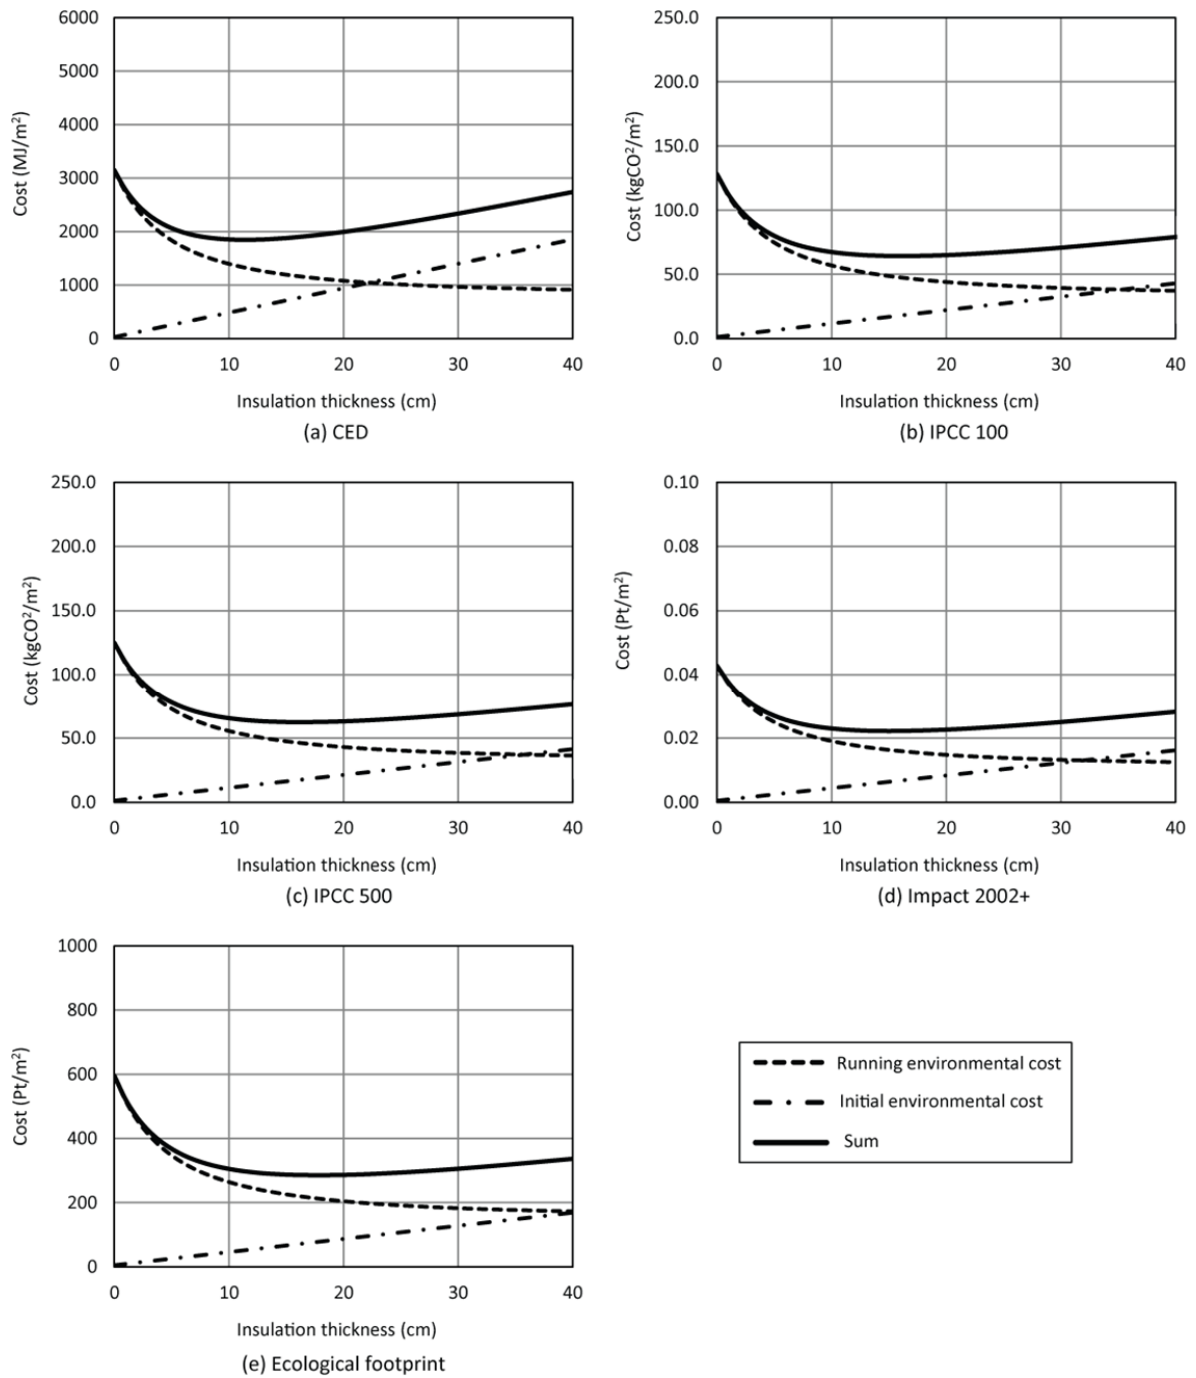 6000
5000
4000
3000
2000
1000
0
Cost (MJ/m²)
0 10 20 30 40
Insulation thickness (cm)
(a) CED
250.0
200.0
150.0
100.0
50.0
0.0
Cost (kgCO²/m²)
0 10 20 30 40
Insulation thickness (cm)
(b) IPCC 100
250.0
200.0
150.0
100.0
50.0
0.0
Cost (kgCO²/m²)
0 10 20 30 40
Insulation thickness (cm)
(c) IPCC 500
0.10
0.08
0.06
0.04
0.02
0.00
Cost (Pt/m²)
0 10 20 30 40
Insulation thickness (cm)
(d) Impact 2002+
1000
800
600
400
200
0
Cost (Pt/m²)
0 10 20 30 40
Insulation thickness (cm)
(e) Ecological footprint
Running environmental cost
Initial environmental cost
Sum